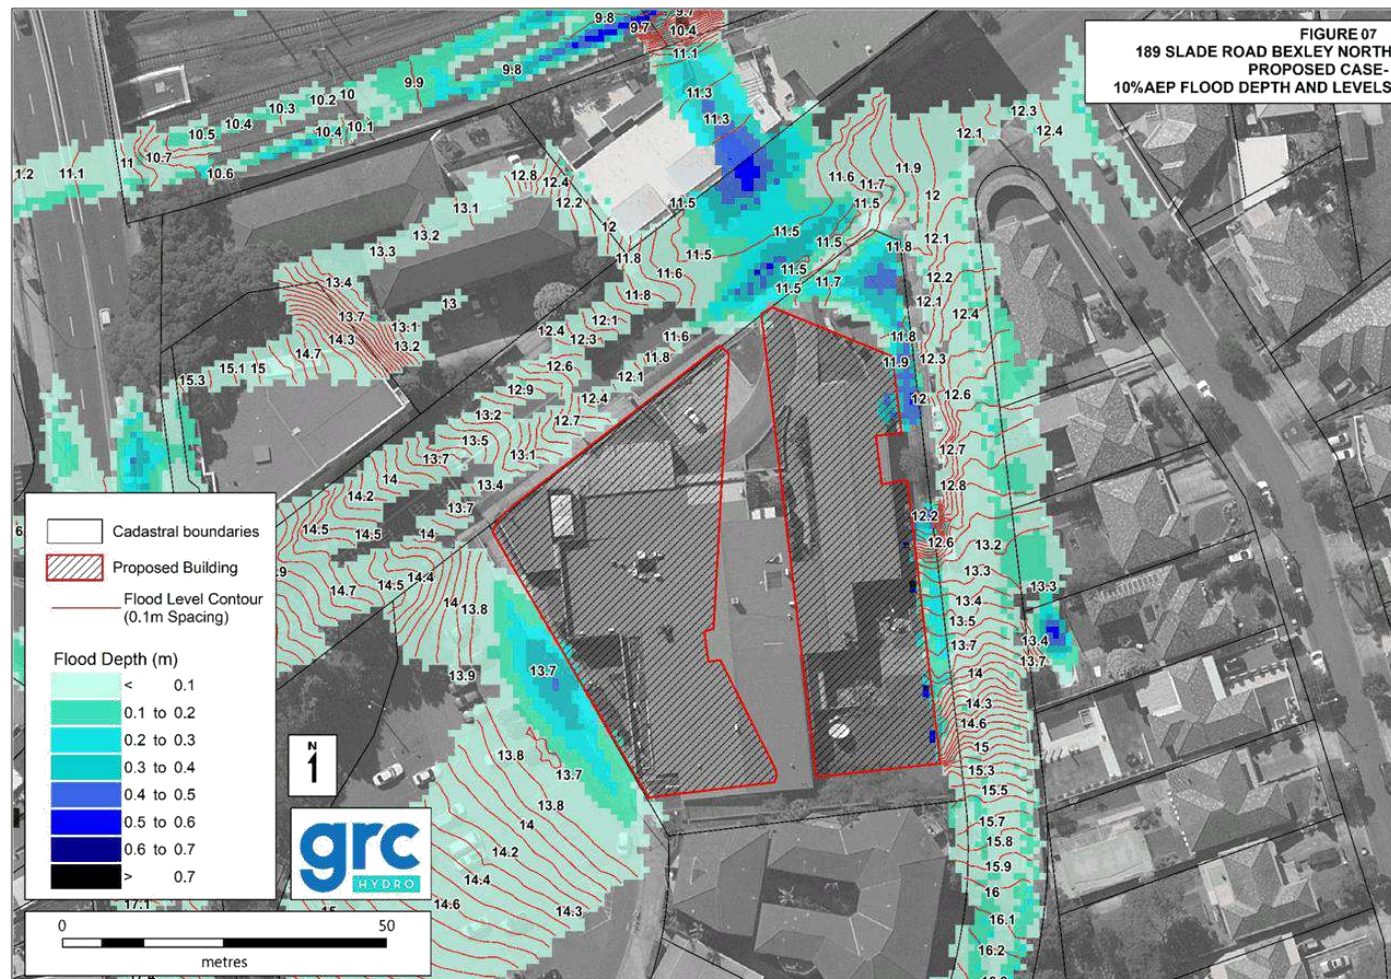 FIGURE 07
189 SLADE ROAD BEXLEY NORTH
PROPOSED CASE-
10%AEP FLOOD DEPTH AND LEVELS
9.8 9.7 9.7 10.4
11.1
9.9 9.8 11.3
10.5 10.4 10.3 10.2 10 11.3
10.4 10.1
11 10.7 10.6
1.2 11.1
12.3 12.4
12.1
12.8 12.4 12.2 12
13.1 13.2 13.3
11.5 11.6 11.7 11.9 12
11.5 11.5 11.5 11.5 11.8 12.1
11.8 11.6 11.5 11.5 11.7 12.2
13.4 13.7 14.3 13.1 13.2 13
11.8 12.1 12.4 12.3 11.6 11.8 12.1 12.4
15.3 15.1 15 14.7
12.6 11.8 12.1 11.9 12.3
12.9 12.4 12 12.6
13.2 12.7
13.5 13.7 13.1 12.7
14 14.2 13.4 12.8
14.5 14.5 13.7 14 12.2 12.6 13.2
.9 14.7 14.5 14.4 13.3 13.3
14 13.8 13.4 13.5 13.4
13.7 13.7 13.7
13.9 13.7 14
14.3
14.6
13.8 13.7 15
13.8 15.3
14 15.5
14.2 15.7
15.8
14.4 15.9
14.6 14.3 16
15 16.1
16.2
17.1
6.
Cadastral boundaries
Proposed Building
Flood Level Contour
(0.1m Spacing)
Flood Depth (m)
< 0.1
0.1 to 0.2
0.2 to 0.3
0.3 to 0.4
0.4 to 0.5
0.5 to 0.6
0.6 to 0.7
> 0.7
N
grc
HYDRO
0 50
metres